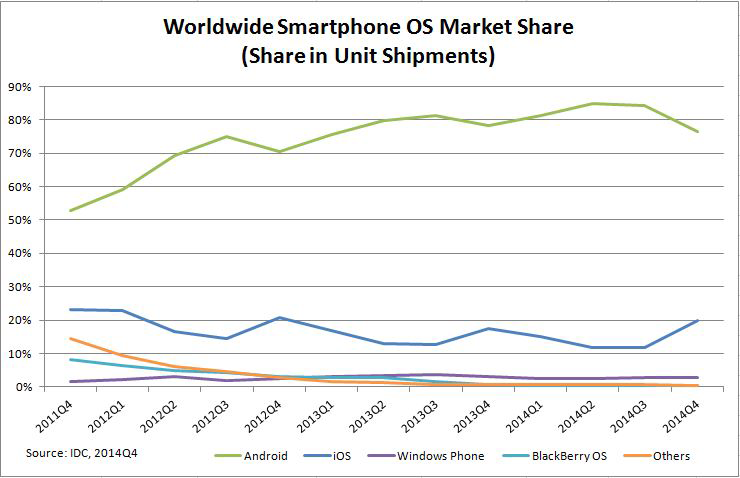 Worldwide Smartphone OS Market Share
(Share in Unit Shipments)
90%
80%
70%
60%
50%
40%
30%
20%
10%
0%
2011Q4
2012Q1
2012Q2
2012Q3
2012Q4
2013Q1
2013Q2
2013Q3
2013Q4
2014Q1
2014Q2
2014Q3
2014Q4
Source: IDC, 2014Q4
Android
iOS
Windows Phone
BlackBerry OS
Others